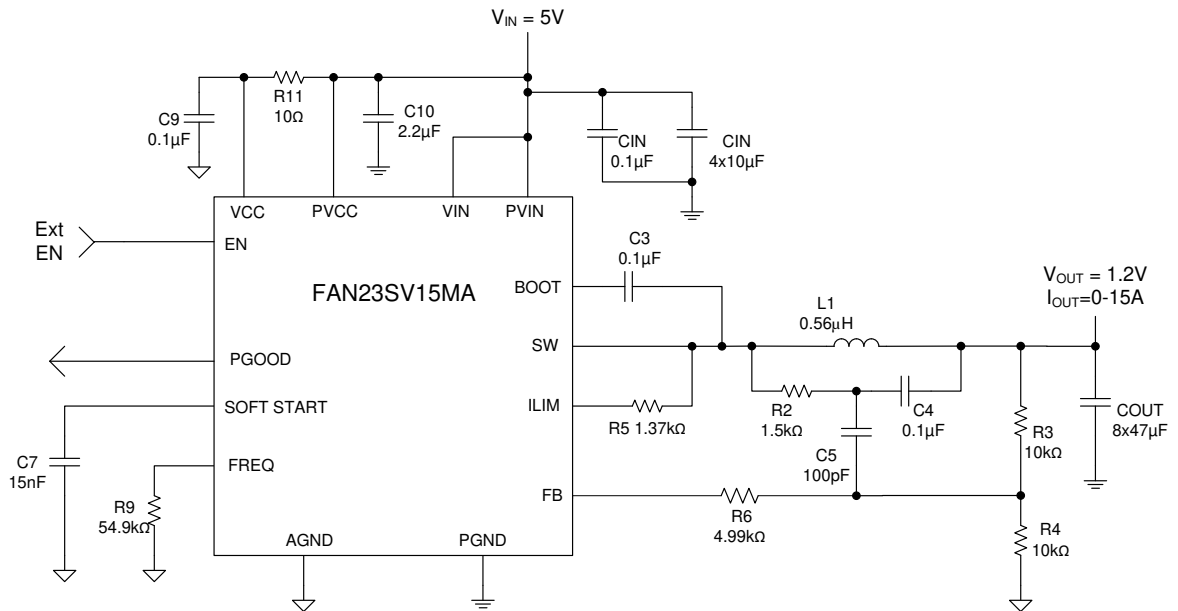 V_IN = 5V
R11
10Ω
C9
0.1µF
C10
2.2µF
CIN
0.1µF
CIN
4x10µF
VCC
PVCC
VIN
PVIN
Ext
EN
EN
FAN23SV15MA
BOOT
C3
0.1µF
V_OUT = 1.2V
I_OUT=0-15A
L1
0.56µH
SW
PGOOD
SOFT START
ILIM
R5 1.37kΩ
R2
1.5kΩ
C4
0.1µF
C5
100pF
R3
10kΩ
COUT
8x47µF
C7
15nF
FREQ
R9
54.9kΩ
FB
R6
4.99kΩ
R4
10kΩ
AGND
PGND